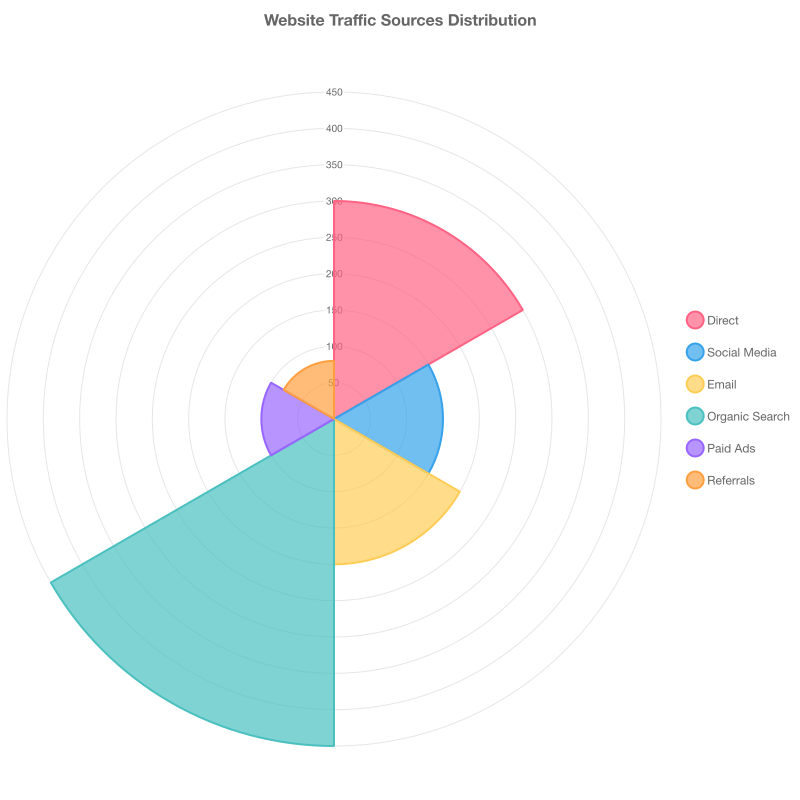 Website Traffic Sources Distribution
450
400
350
300
250
200
150
100
50
Direct
Social Media
Email
Organic Search
Paid Ads
Referrals